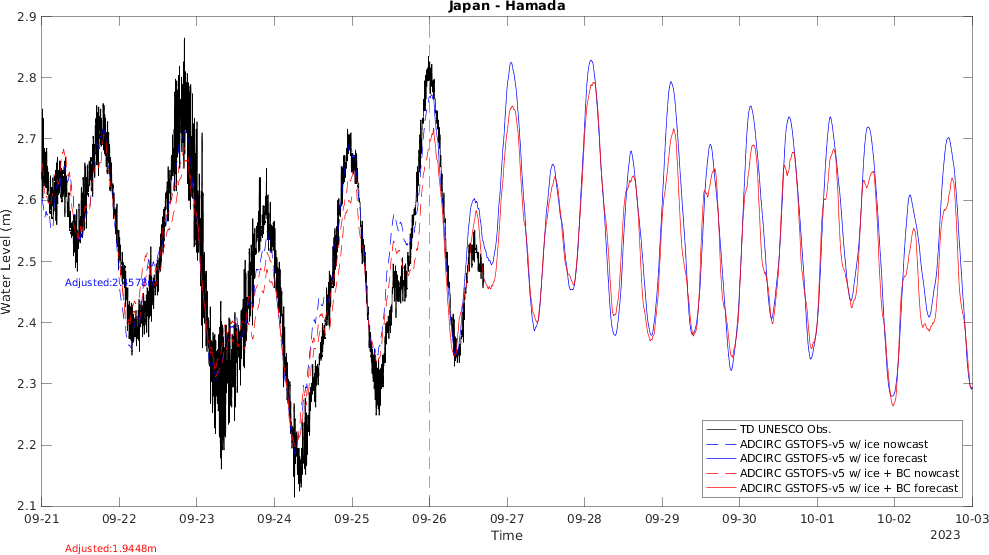 Japan - Hamada
2.9
2.8
2.7
2.6
2.5
2.4
2.3
2.2
2.1
Water Level (m)
Adjusted:2.4578m
TD UNESCO Obs.
ADCIRC GSTOFS-v5 w/ ice nowcast
ADCIRC GSTOFS-v5 w/ ice forecast
ADCIRC GSTOFS-v5 w/ ice + BC nowcast
ADCIRC GSTOFS-v5 w/ ice + BC forecast
09-21 09-22 09-23 09-24 09-25 09-26 09-27 09-28 09-29 09-30 10-01 10-02 10-03
Time
2023
Adjusted:1.9448m